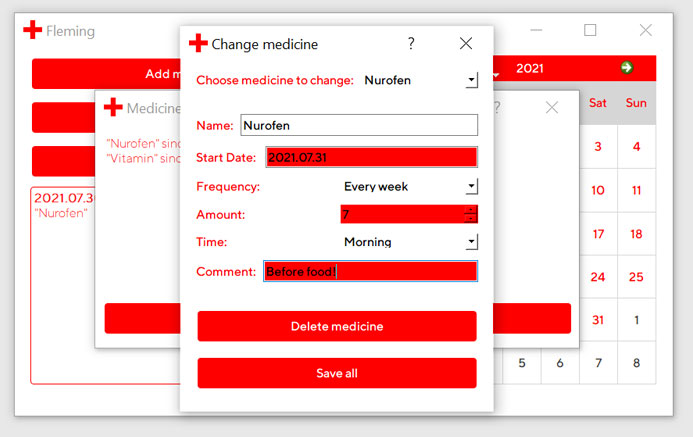 Fleming
Change medicine
?
Add m
2021
Choose medicine to change: Nurofen
Medicine
?
Sat Sun
"Nurofen" sinc
"Vitamin" sinc
Name: Nurofen
3 4
Start Date: 2021.07.31
Frequency: Every week
10 11
2021.07.3
"Nurofen"
Amount: 7
Time: Morning
17 18
Comment: Before food!
24 25
Delete medicine
31 1
Save all
5 6 7 8